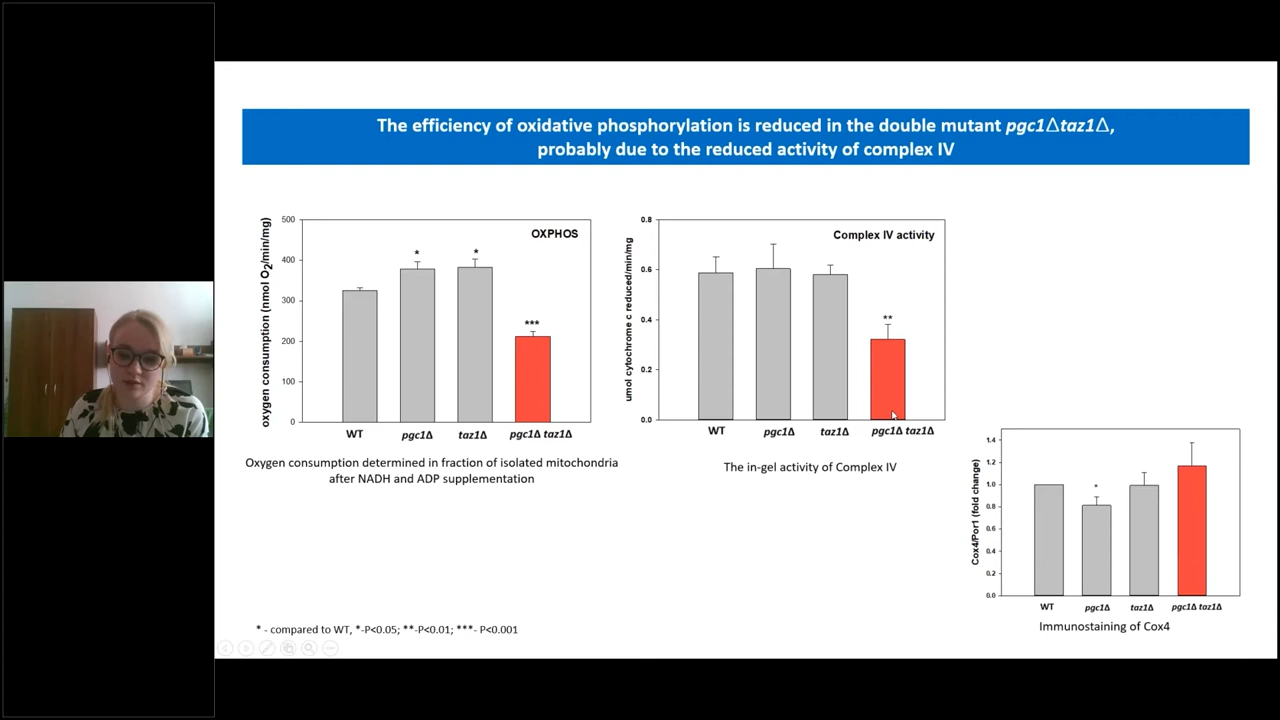 The efficiency of oxidative phosphorylation is reduced in the double mutant pgc1Δtaz1Δ,
probably due to the reduced activity of complex IV
OXPHOS
oxygen consumption (nmol O2/min/mg)
500
400
300
200
100
0
*
*
***
WT
pgc1Δ
taz1Δ
pgc1Δ taz1Δ
Oxygen consumption determined in fraction of isolated mitochondria
after NADH and ADP supplementation
Complex IV activity
umol cytochrome c reduced/min/mg
0.8
0.6
0.4
0.2
0.0
**
WT
pgc1Δ
taz1Δ
pgc1Δ taz1Δ
The in-gel activity of Complex IV
Cox4/Por1 (fold change)
1.4
1.2
1.0
0.8
0.6
0.4
0.2
0.0
*
WT
pgc1Δ
taz1Δ
pgc1Δ taz1Δ
Immunostaining of Cox4
* - compared to WT, *-P<0.05; **-P<0.01; ***- P<0.001